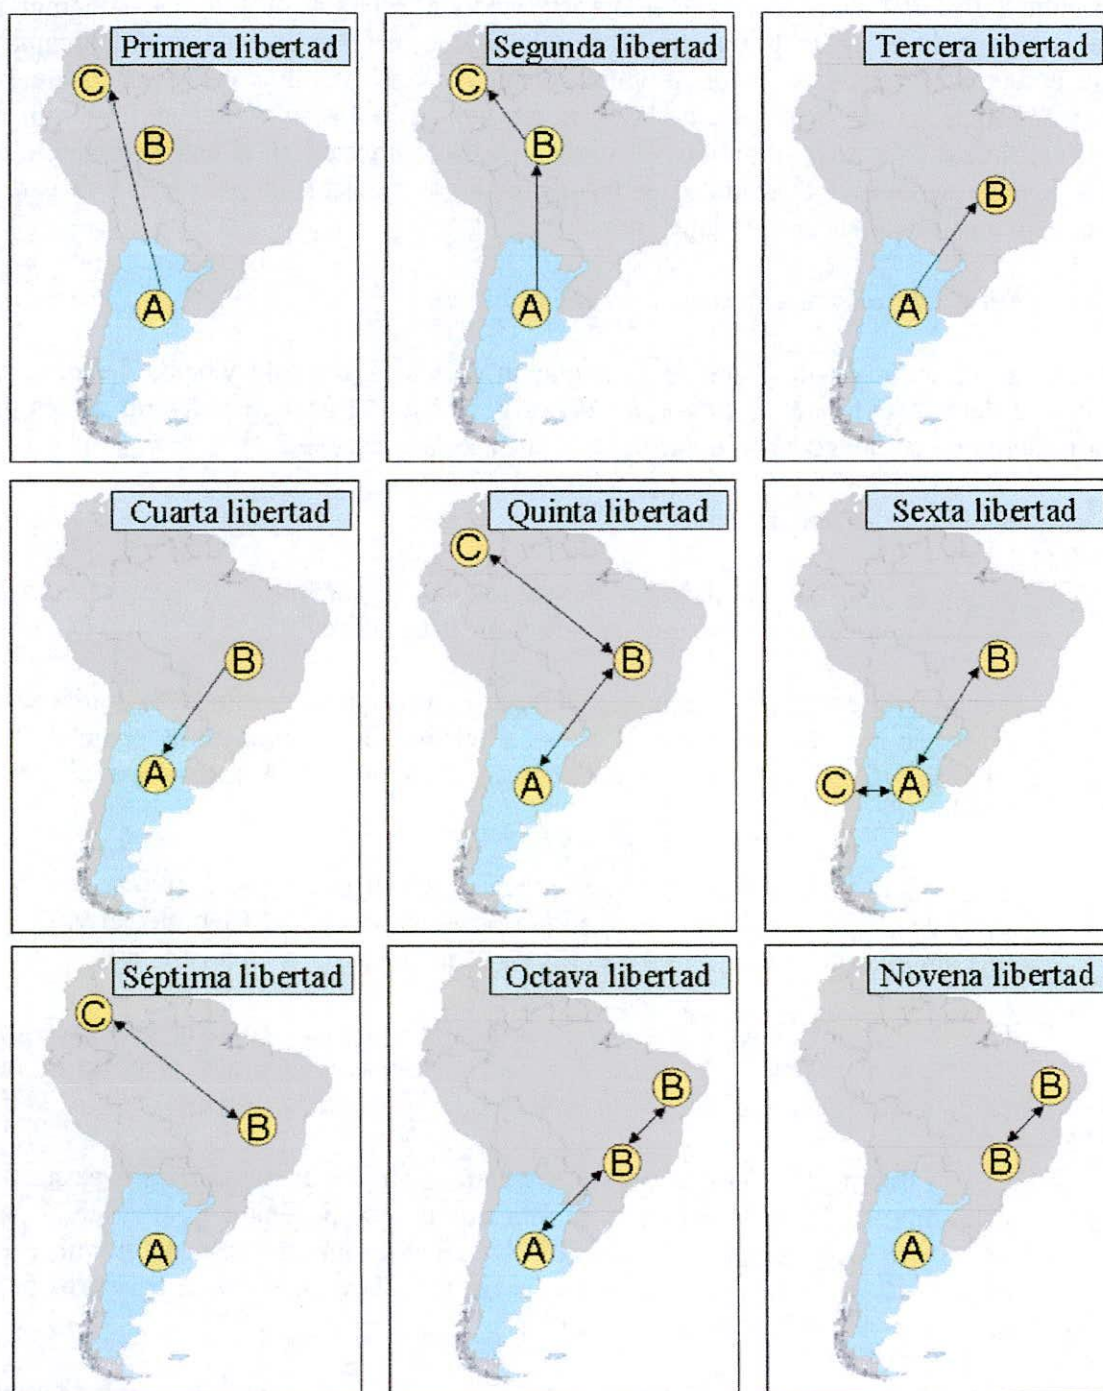 Primera libertad
C
B
A
Segunda libertad
C
B
A
Tercera libertad
B
A
Cuarta libertad
B
A
Quinta libertad
C
B
A
Sexta libertad
B
C A
Séptima libertad
C
B
A
Octava libertad
B
B
A
Novena libertad
B
B
A